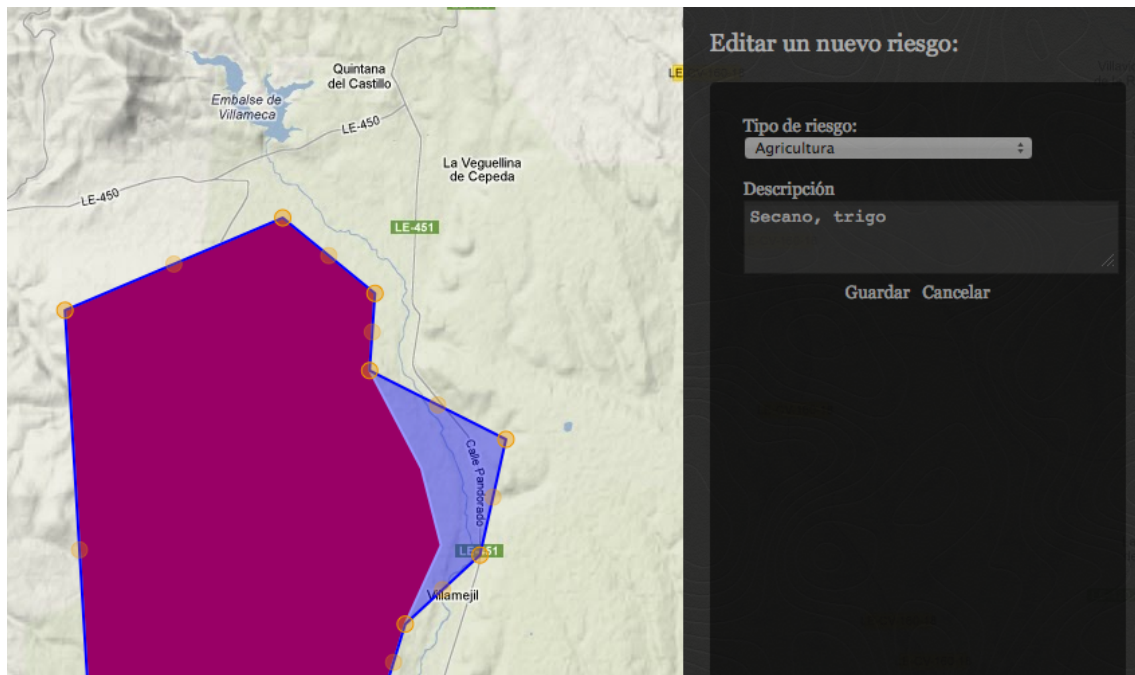 Quintana
del Castillo
Embalse de
Villameca
LE-450
La Veguellina
de Cepeda
LE-450
LE-451
Calle Pandorado
LE-451
Villamejil
Editar un nuevo riesgo:
Tipo de riesgo:
Agricultura
Descripción
Secano, trigo
Guardar Cancelar